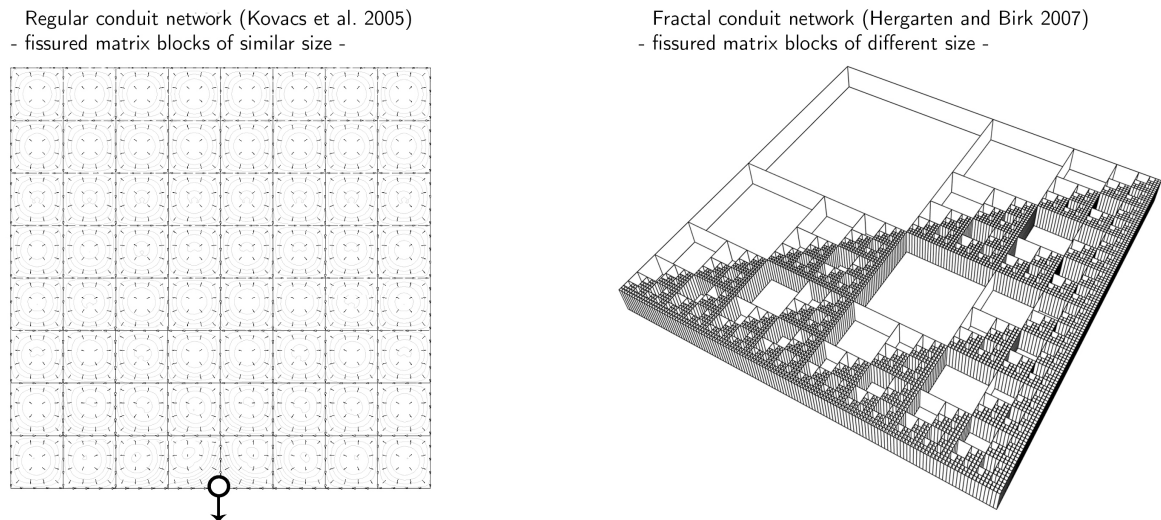 Regular conduit network (Kovacs et al. 2005)
- fissured matrix blocks of similar size -
Fractal conduit network (Hergarten and Birk 2007)
- fissured matrix blocks of different size -